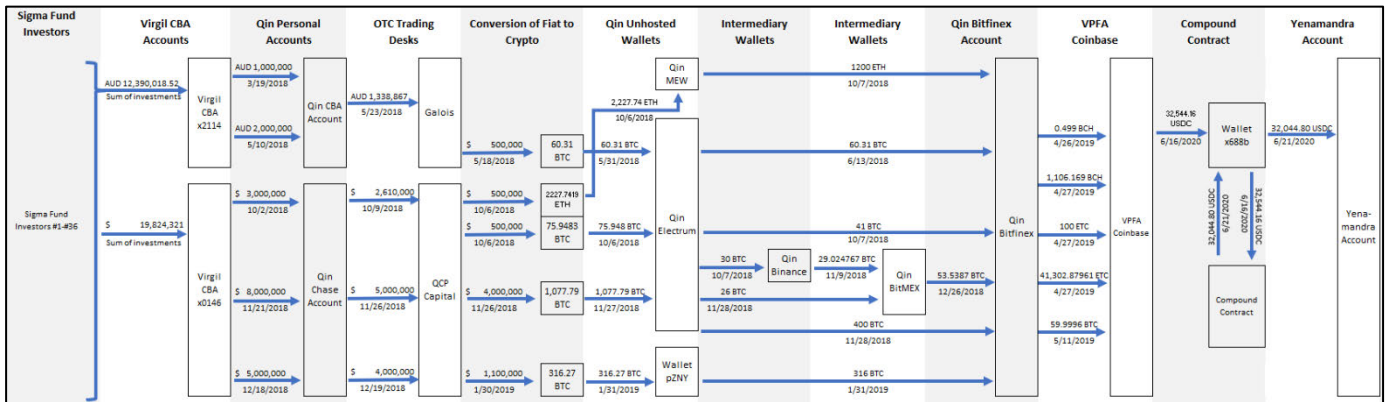 Sigma Fund
Investors
Virgil CBA
Accounts
Qin Personal
Accounts
OTC Trading
Desks
Conversion of Fiat to
Crypto
Qin Unhosted
Wallets
Intermediary
Wallets
Intermediary
Wallets
Qin Bitfinex
Account
VPFA
Coinbase
Compound
Contract
Yenamandra
Account
Sigma Fund
Investors #1-#36
AUD 12,390,018.52
Sum of investments
$ 19,824,321
Sum of investments
Virgil
CBA
x2114
Virgil
CBA
x0146
AUD 1,000,000
3/19/2018
AUD 2,000,000
5/10/2018
$ 3,000,000
10/2/2018
$ 8,000,000
11/21/2018
$ 5,000,000
12/18/2018
Qin CBA
Account
Qin
Chase
Account
AUD 1,338,867
5/23/2018
$ 2,610,000
10/9/2018
$ 5,000,000
11/26/2018
$ 4,000,000
12/19/2018
Galois
QCP
Capital
$ 500,000
5/18/2018
$ 500,000
10/6/2018
$ 500,000
10/6/2018
$ 4,000,000
11/26/2018
$ 1,100,000
1/30/2019
60.31
BTC
2227.7419
ETH
75.9483
BTC
1,077.79
BTC
316.27
BTC
2,227.74 ETH
10/6/2018
60.31 BTC
5/31/2018
75.948 BTC
10/6/2018
1,077.79 BTC
11/27/2018
316.27 BTC
1/31/2019
Qin
MEW
Qin
Electrum
Wallet
pZNY
1200 ETH
10/7/2018
60.31 BTC
6/13/2018
41 BTC
10/7/2018
30 BTC
10/7/2018
Qin
Binance
29.024767 BTC
11/9/2018
26 BTC
11/28/2018
Qin
BitMEX
53.5387 BTC
12/26/2018
400 BTC
11/28/2018
316 BTC
1/31/2019
Qin
Bitfinex
0.499 BCH
4/26/2019
1,106.169 BCH
4/27/2019
100 ETC
4/27/2019
41,302.87961 ETC
4/27/2019
59.9996 BTC
5/11/2019
VPFA
Coinbase
32,544.16
USDC
6/16/2020
Wallet
x688b
32,044.80 USDC
6/21/2020
32,544.16 USDC
6/16/2020
Compound
Contract
32,044.80 USDC
6/21/2020
Yena-
mandra
Account